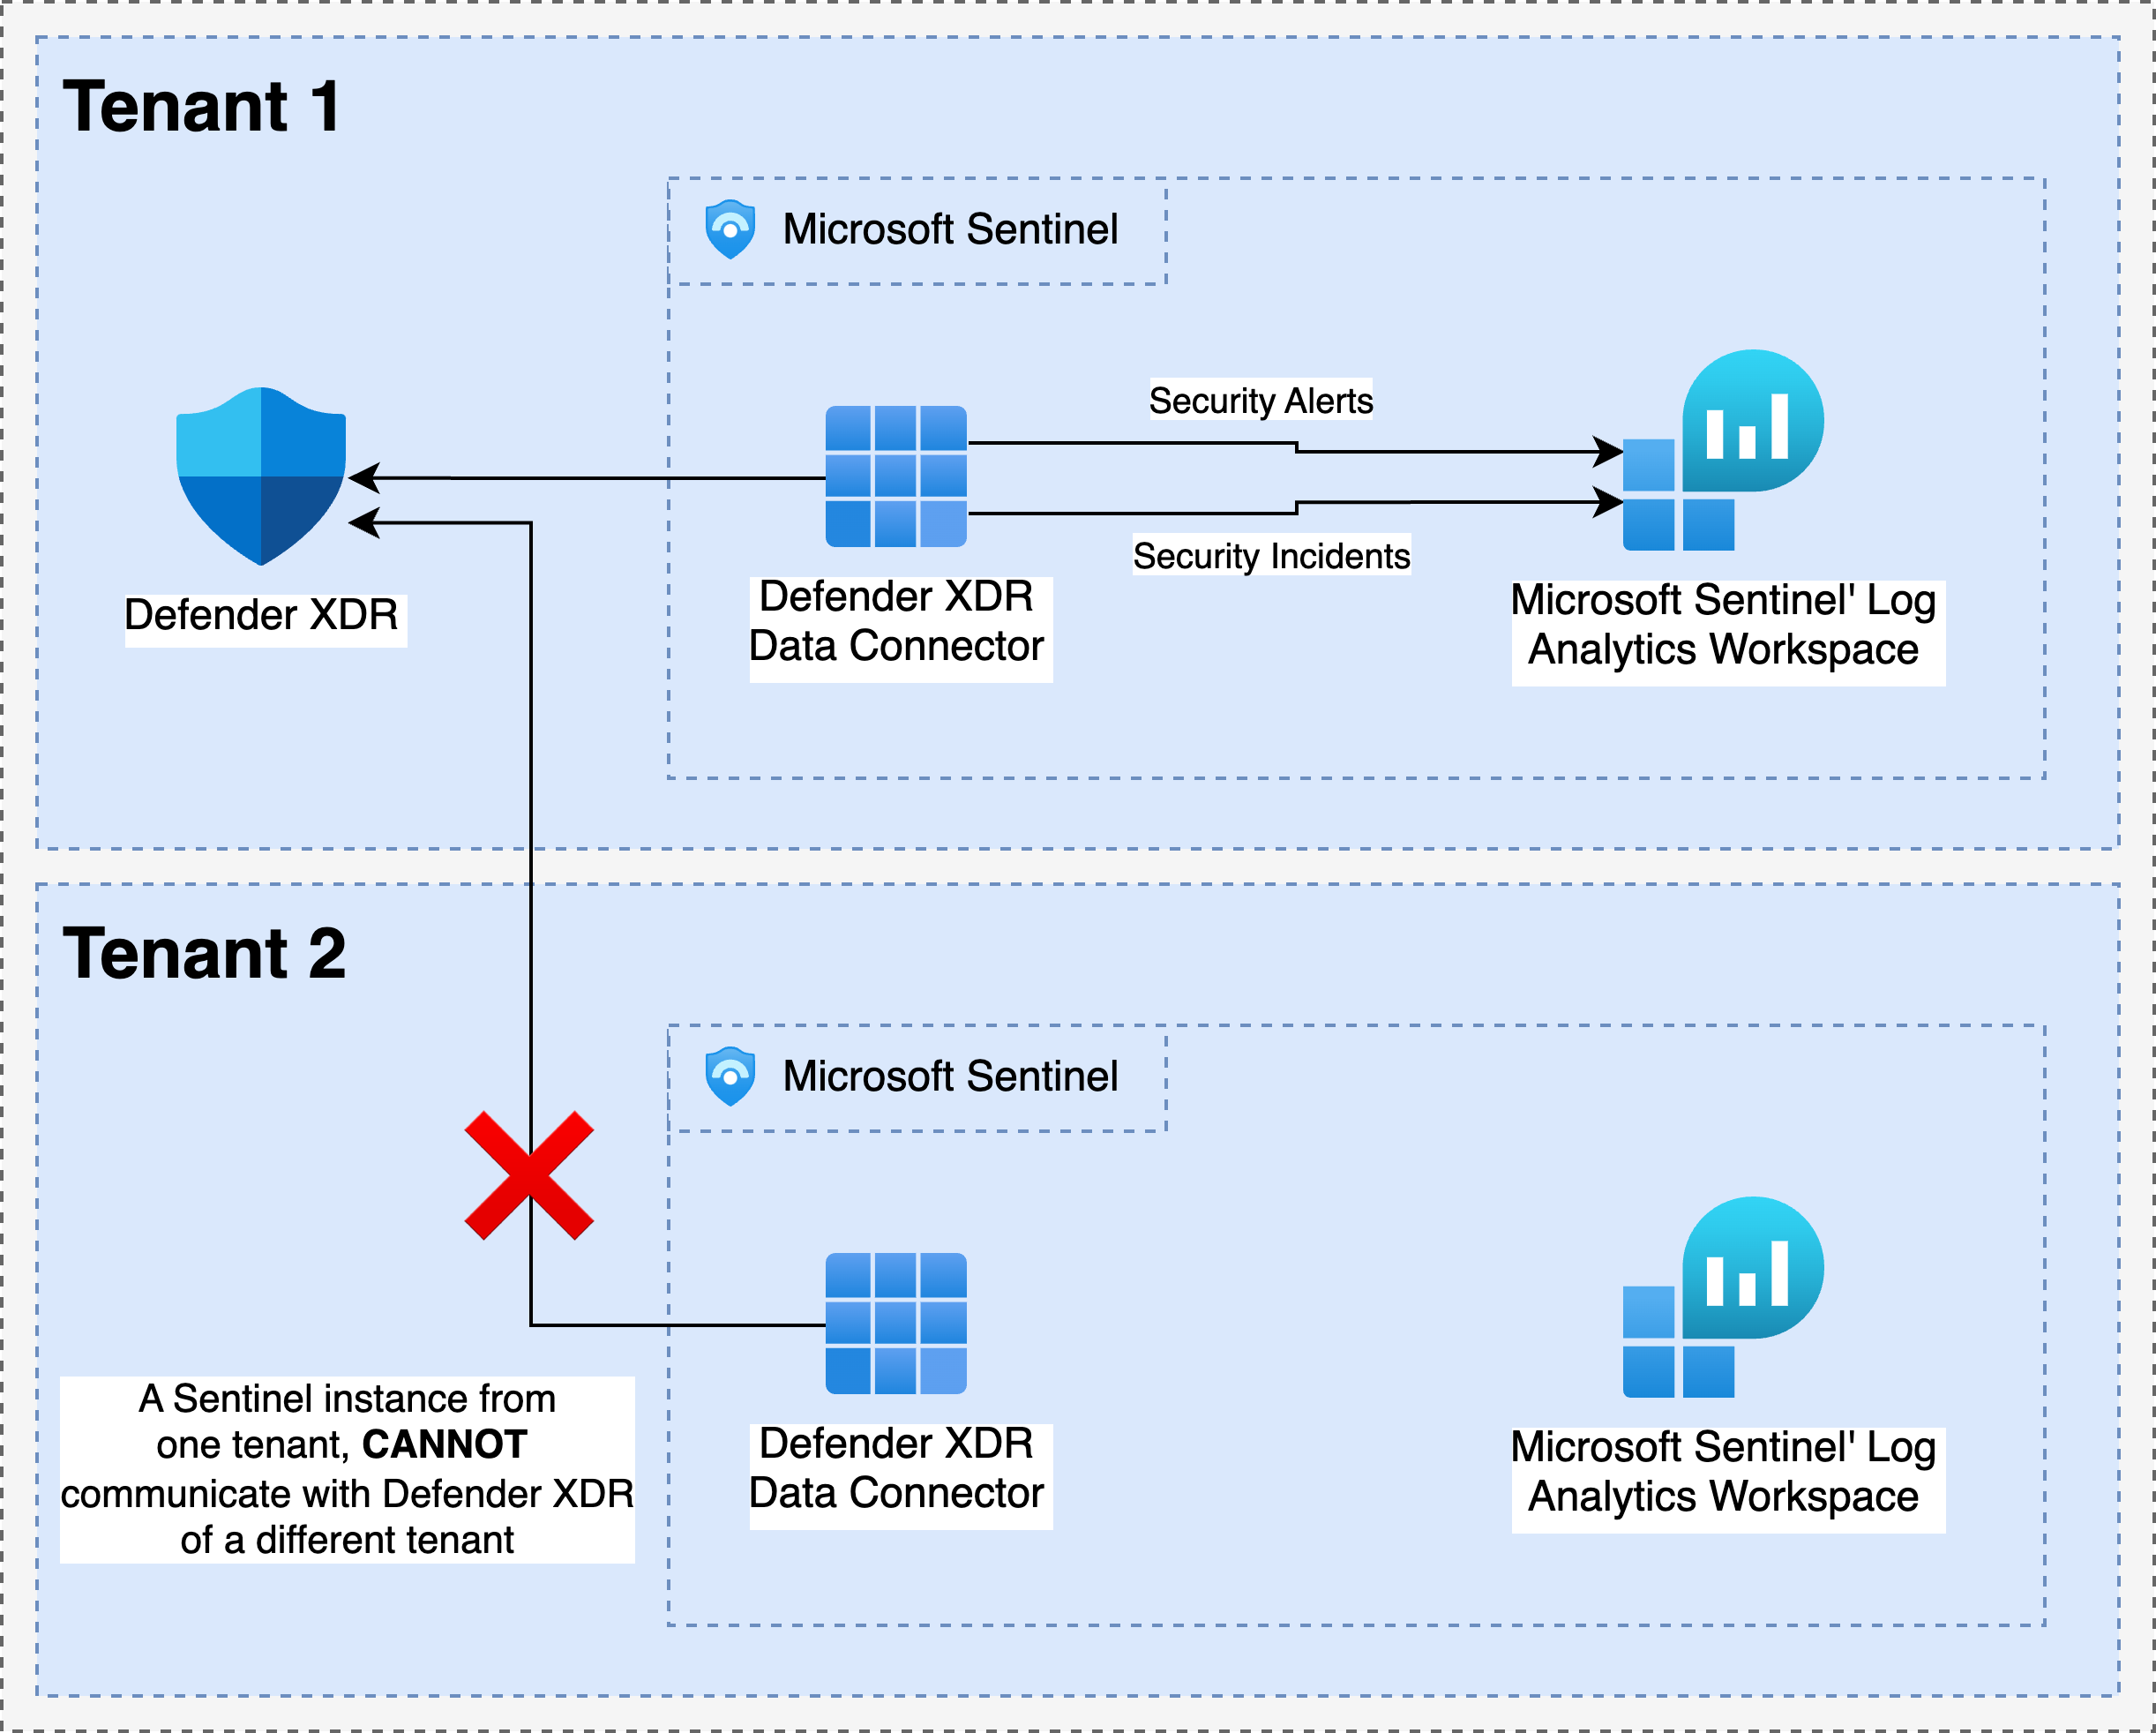 Tenant 1
Microsoft Sentinel
Security Alerts
Security Incidents
Defender XDR
Defender XDR
Data Connector
Microsoft Sentinel' Log
Analytics Workspace
Tenant 2
Microsoft Sentinel
A Sentinel instance from
one tenant, CANNOT
communicate with Defender XDR
of a different tenant
Defender XDR
Data Connector
Microsoft Sentinel' Log
Analytics Workspace